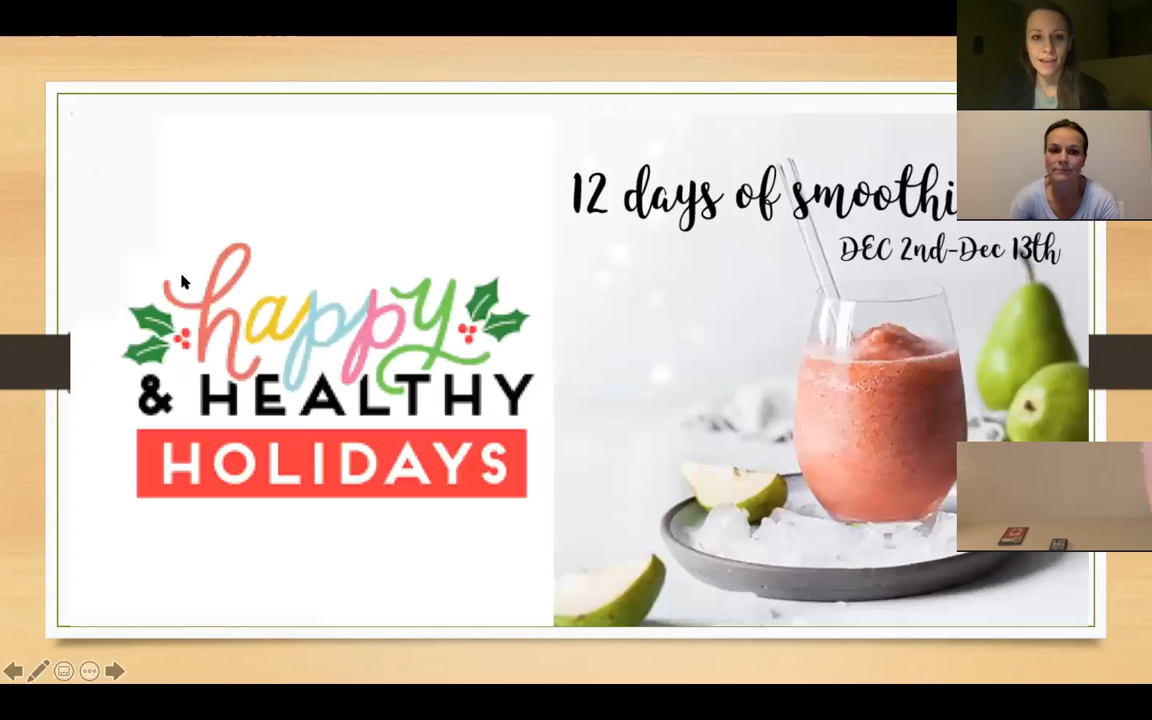 happy
& HEALTHY
HOLIDAYS
12 days of smoothi
DEC 2nd-Dec 13th